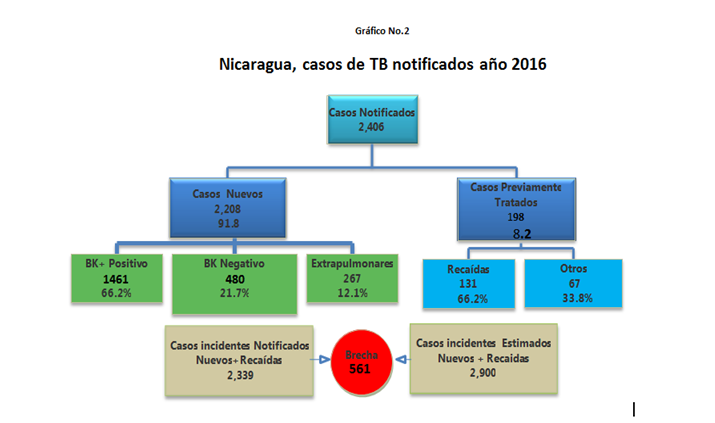 Gráfico No.2
Nicaragua, casos de TB notificados año 2016
Casos Notificados
2,406
Casos Nuevos
2,208
91.8
Casos Previamente
Tratados
198
8.2
BK+ Positivo
1461
66.2%
BK Negativo
480
21.7%
Extrapulmonares
267
12.1%
Recaídas
131
66.2%
Otros
67
33.8%
Casos incidentes Notificados
Nuevos+ Recaídas
2,339
Brecha
561
Casos incidentes Estimados
Nuevos + Recaidas
2,900